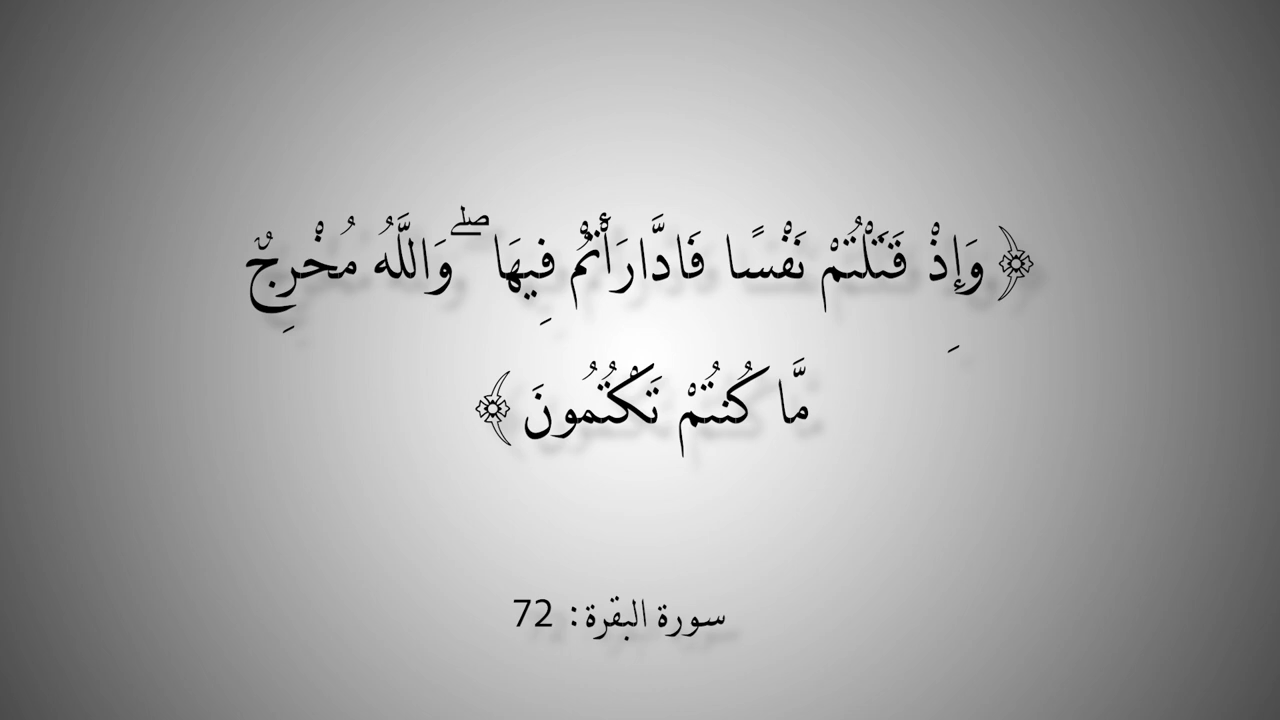 ﴿وَإِذْ قَتَلْتُمْ نَفْسًا فَادَّارَأْتُمْ فِيهَا ۖ وَاللَّهُ مُخْرِجٌ
مَّا كُنتُمْ تَكْتُمُونَ﴾
سورة البقرة: 72